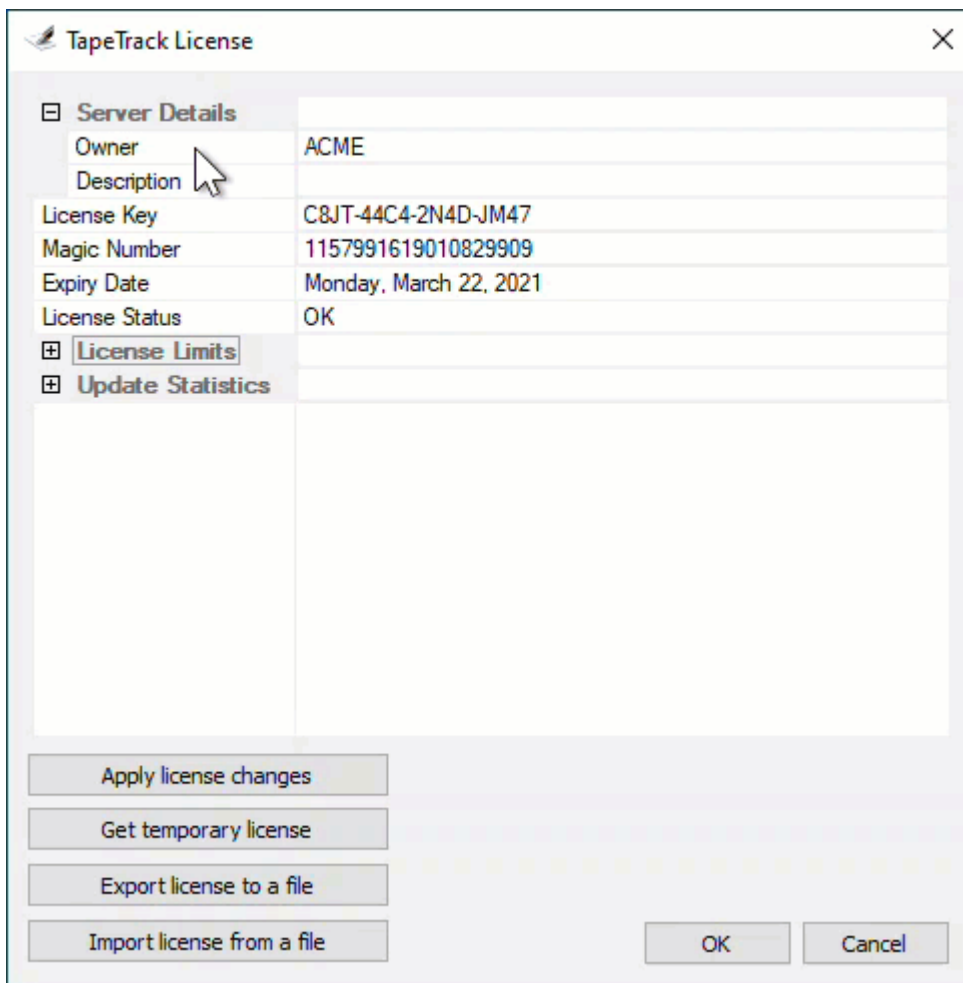 TapeTrack License
Server Details
Owner ACME
Description
License Key C8JT-44C4-2N4D-JM47
Magic Number 1157991619010829909
Expiry Date Monday, March 22, 2021
License Status OK
License Limits
Update Statistics
Apply license changes
Get temporary license
Export license to a file
Import license from a file OK Cancel